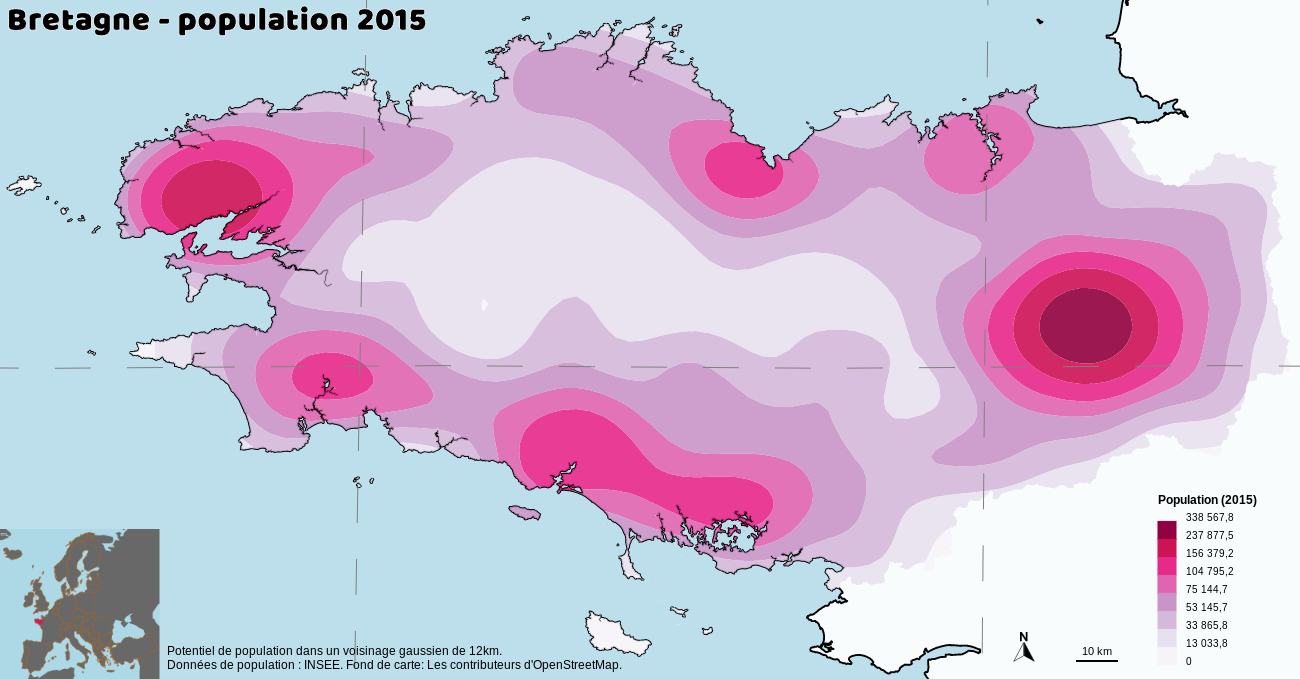 Bretagne - population 2015
Population (2015)
338 567,8
237 877,5
156 379,2
104 795,2
75 144,7
53 145,7
33 865,8
13 033,8
0
N
10 km
Potentiel de population dans un voisinage gaussien de 12km.
Données de population : INSEE. Fond de carte: Les contributeurs d'OpenStreetMap.